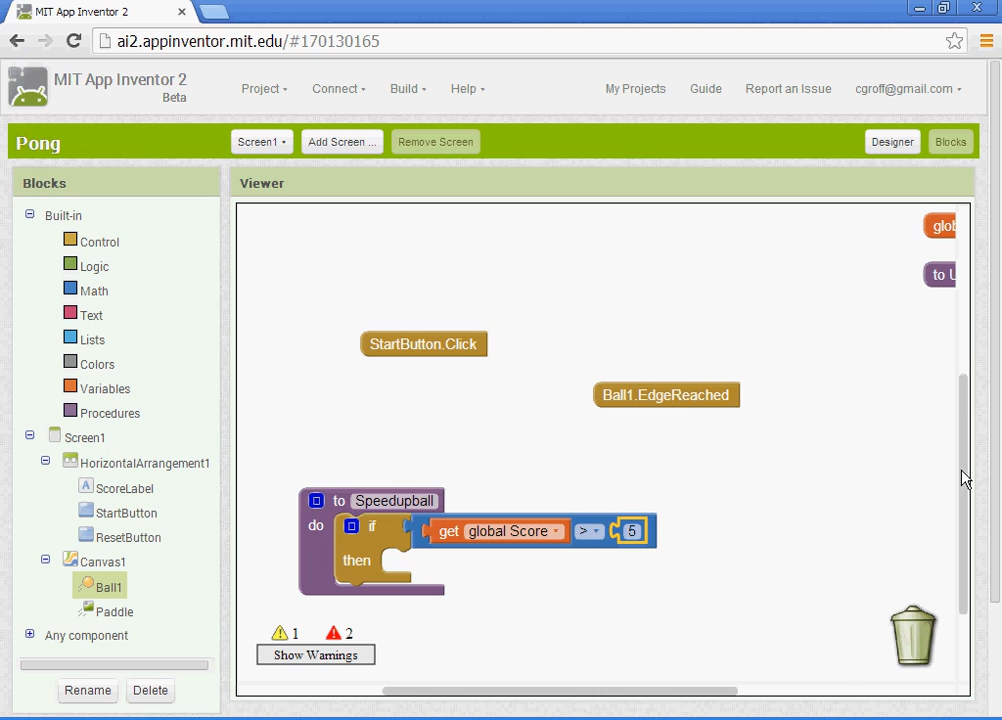 MIT App Inventor 2
ai2.appinventor.mit.edu/#170130165
MIT App Inventor 2
Beta
Project
Connect
Build
Help
My Projects
Guide
Report an Issue
cgroff@gmail.com
Pong
Screen1
Add Screen ...
Remove Screen
Designer
Blocks
Blocks
Viewer
Built-in
Control
Logic
Math
Text
Lists
Colors
Variables
Procedures
Screen1
HorizontalArrangement1
A ScoreLabel
StartButton
ResetButton
Canvas1
Ball1
Paddle
Any component
Rename
Delete
glob
to U
StartButton.Click
Ball1.EdgeReached
to Speedupball
do if get global Score > 5
then
1 2
Show Warnings